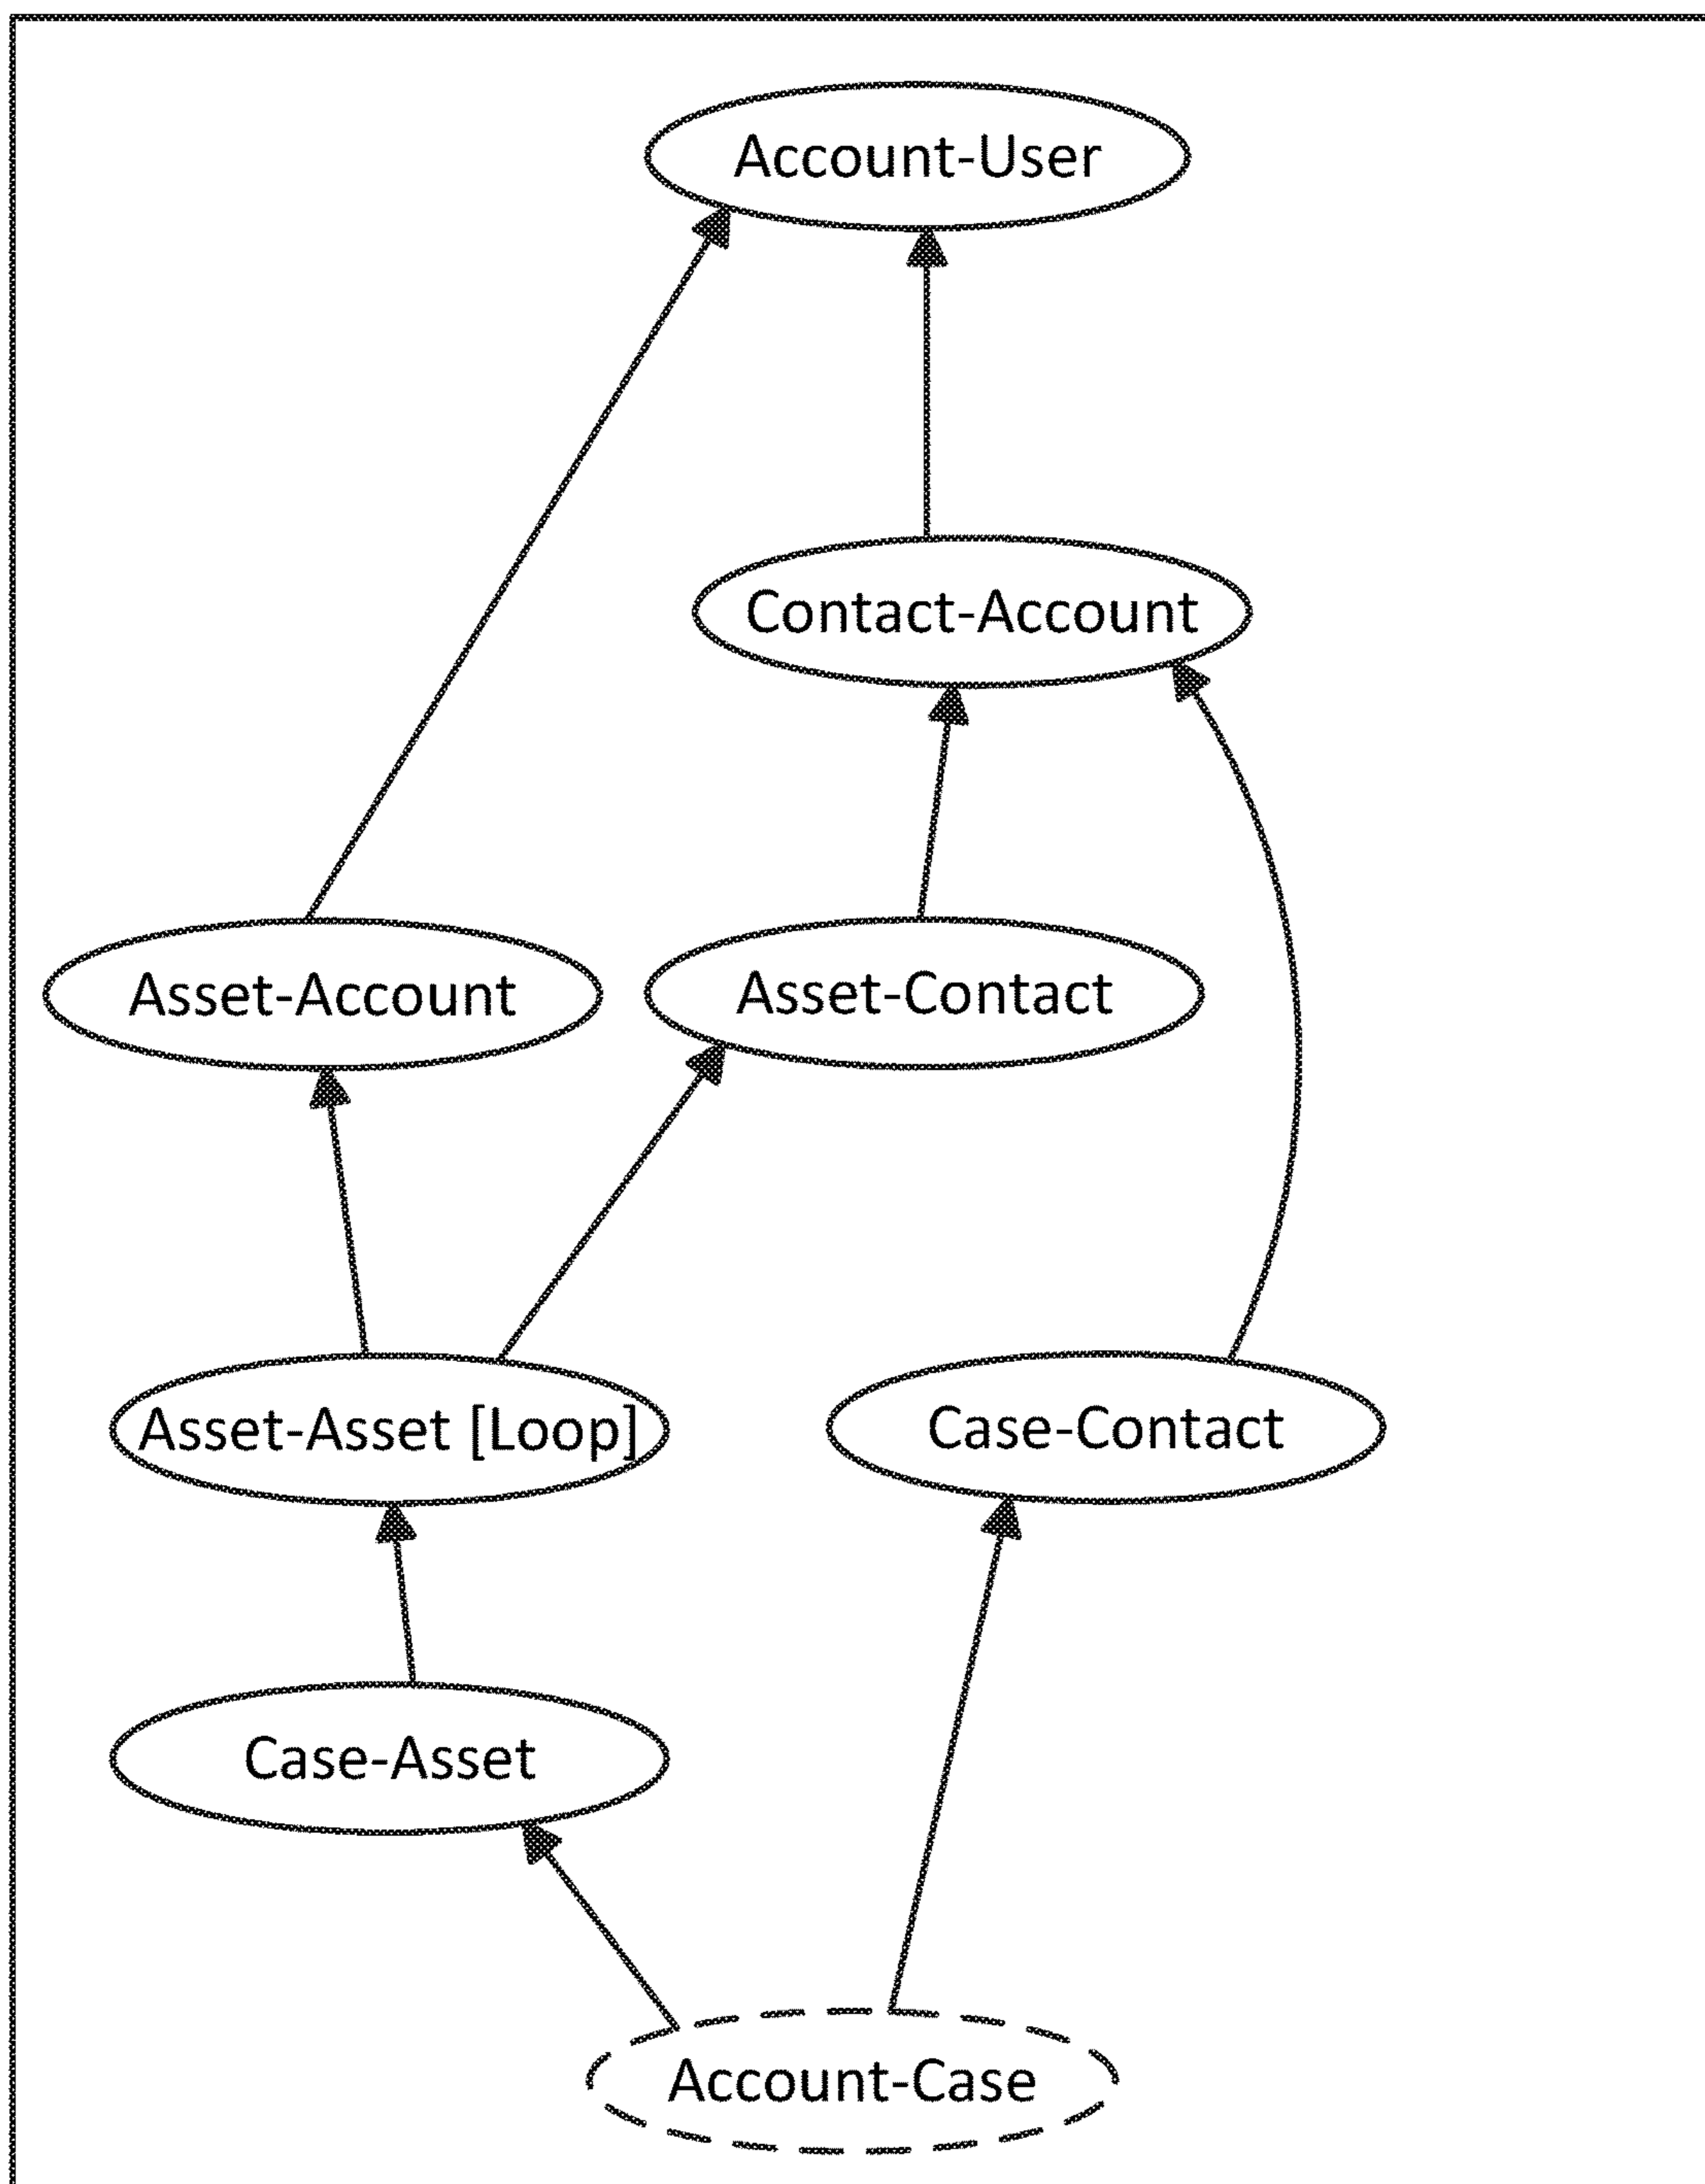 Account-User
Contact-Account
Asset-Account
Asset-Contact
Asset-Asset [Loop]
Case-Contact
Case-Asset
Account-Case